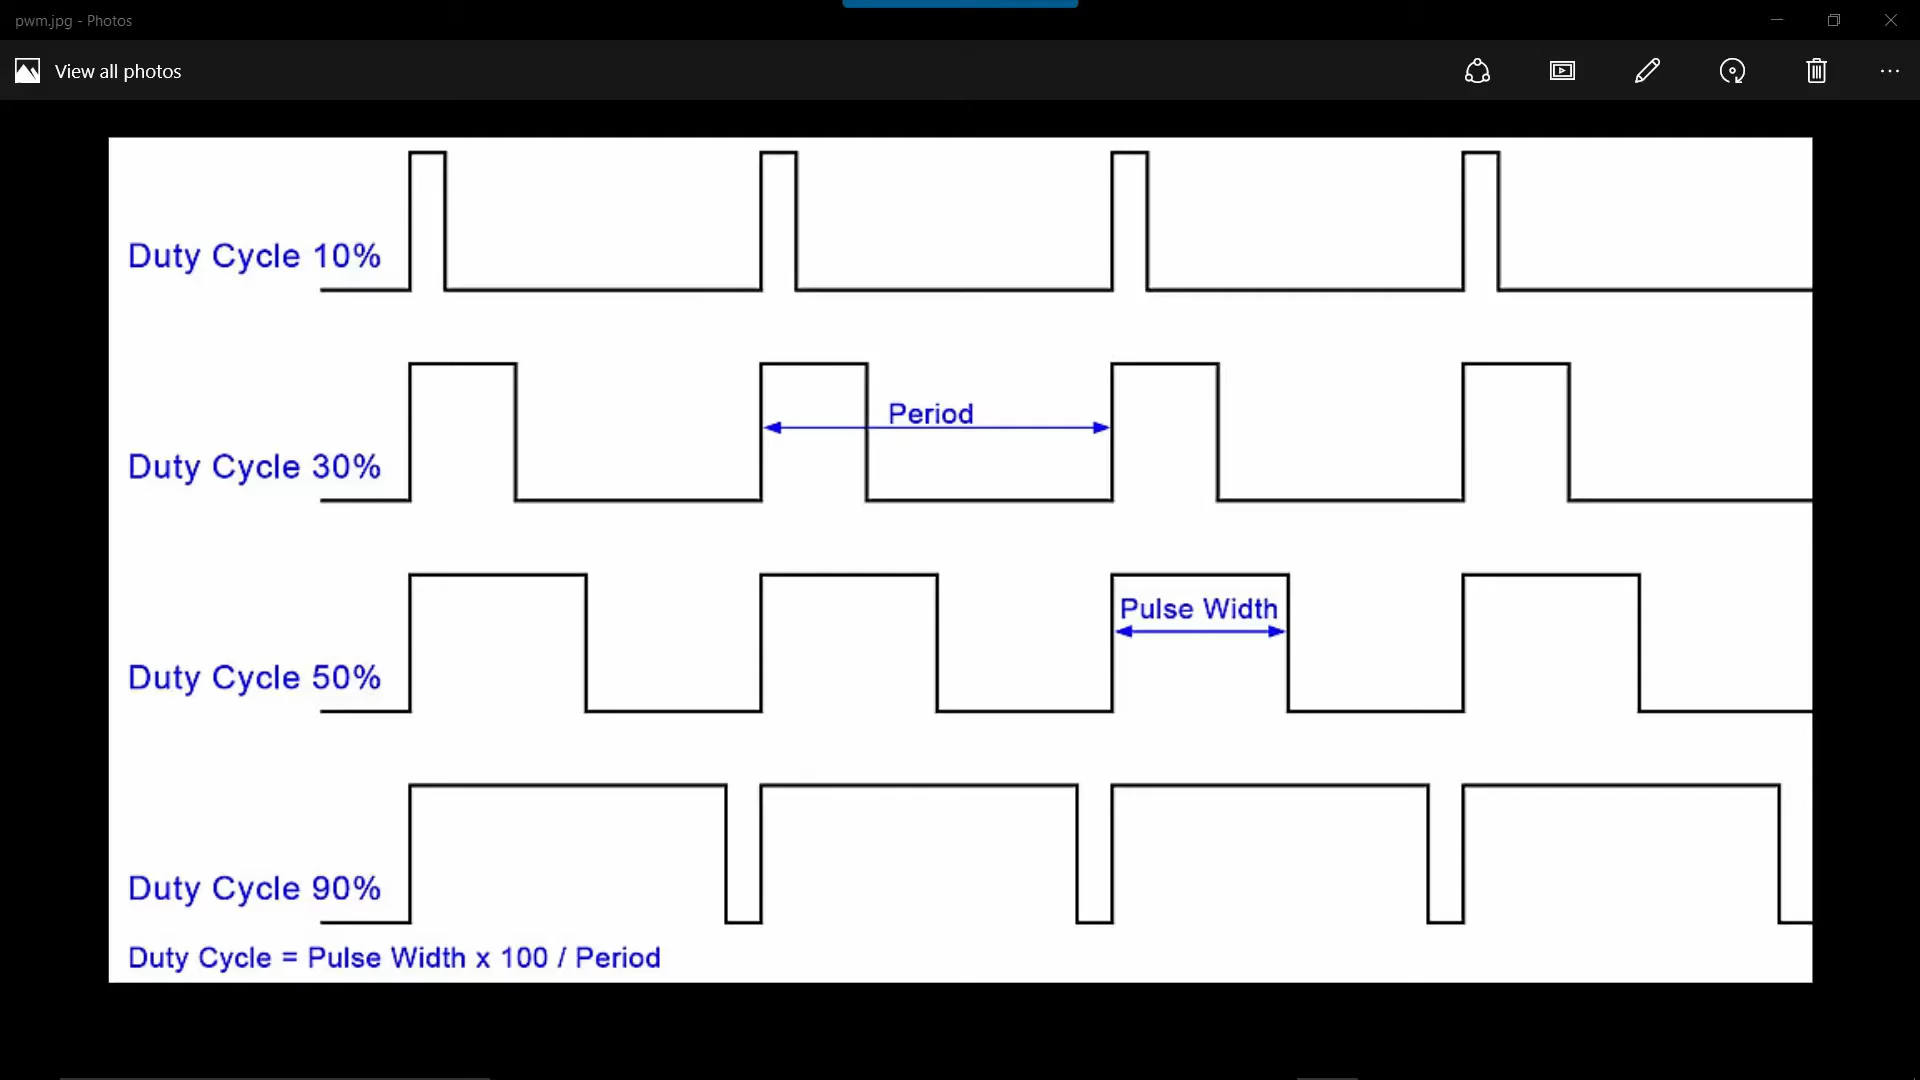 pwm.jpg - Photos
View all photos
Duty Cycle 10%
Period
Duty Cycle 30%
Pulse Width
Duty Cycle 50%
Duty Cycle 90%
Duty Cycle = Pulse Width x 100 / Period